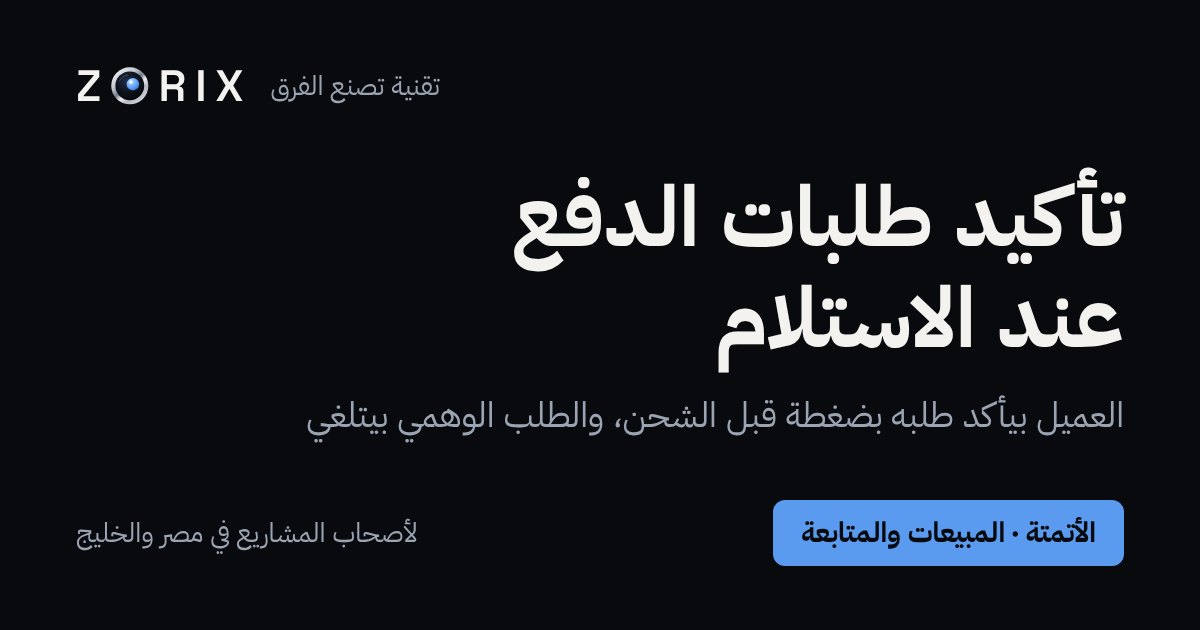 ZORIX تقنية تصنع الفرق
تأكيد طلبات الدفع
عند الاستلام
العميل بيأكد طلبه بضغطة قبل الشحن، والطلب الوهمي بيتلغي
الأتمتة · المبيعات والمتابعة
لأصحاب المشاريع في مصر والخليج